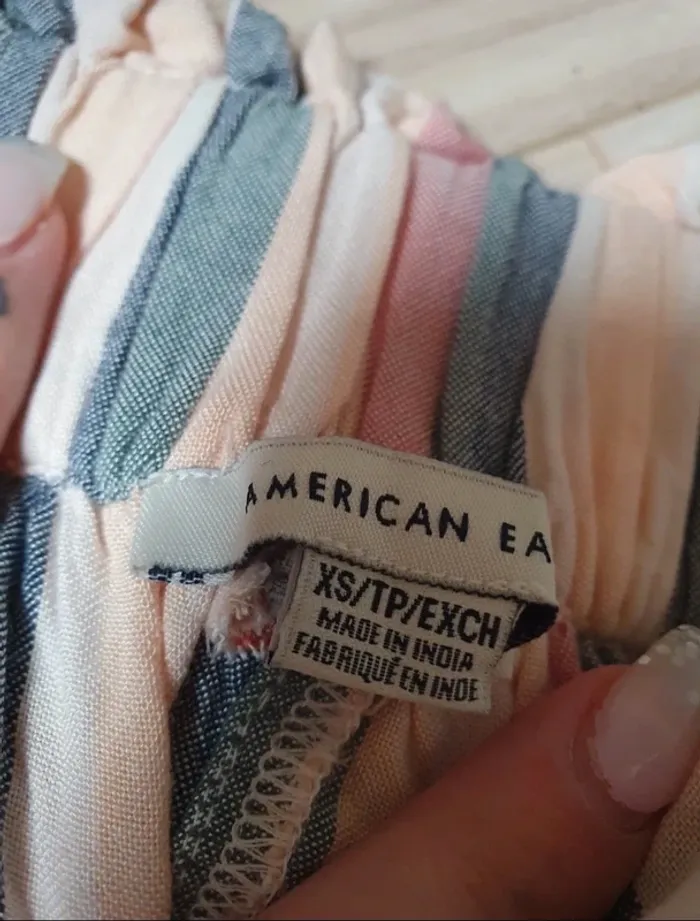 AMERICAN EA
XS/TP/EXCH
MADE IN INDIA
FABRIQUÉ EN INDE